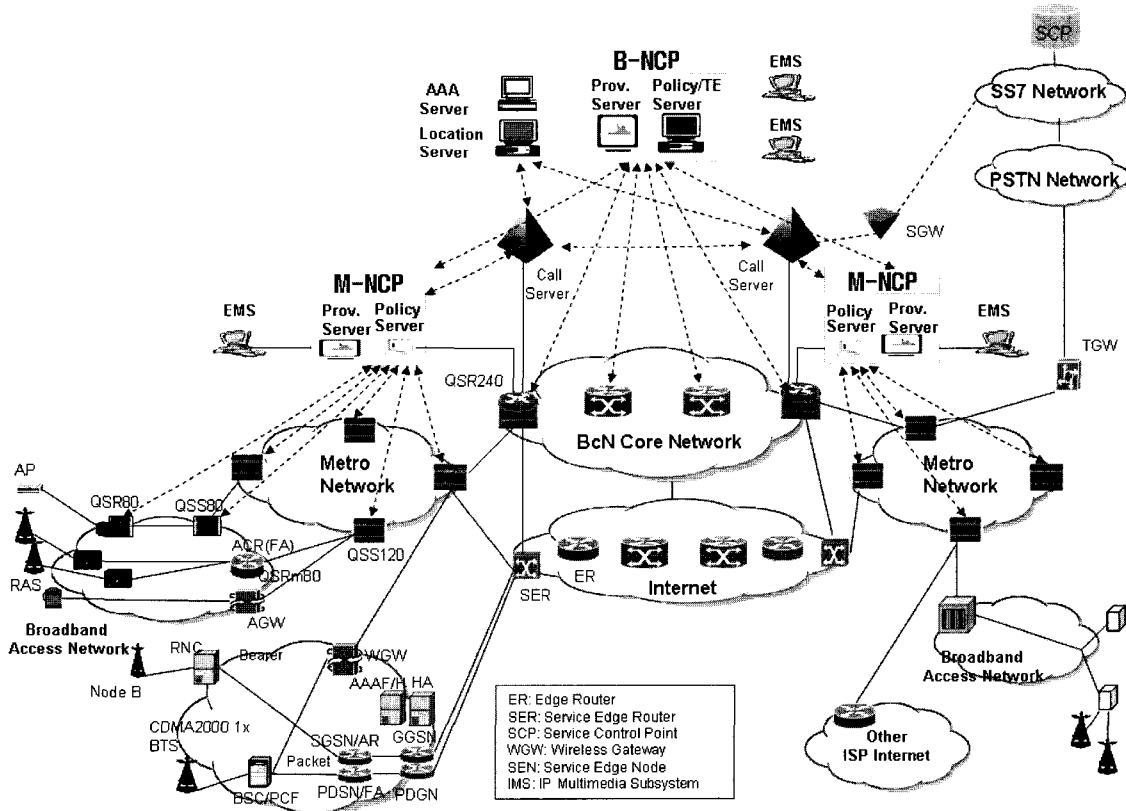 SCP
B-NCP
EMS
AAA
Server
Prov.
Server
Policy/TE
Server
SS7 Network
Location
Server
EMS
PSTN Network
SGW
Call
Server
Call
Server
M-NCP
M-NCP
EMS
Prov.
Server
Policy
Server
Policy
Server
Prov.
Server
EMS
TGW
QSR240
BcN Core Network
Metro
Network
Metro
Network
AP
QSR80
QSS80
ACR(FA)
QSS120
QSRm80
RAS
AGW
ER
SER
Internet
Broadband
Access Network
RNC
Bearer
WGW
Node B
AAAF/H
HA
GGSN
CDMA2000 1x
BTS
SGSN/AR
Packet
BSC/PCF
PDSN/FA
PDGN
Broadband
Access Network
Other
ISP Internet
ER: Edge Router
SER: Service Edge Router
SCP: Service Control Point
WGW: Wireless Gateway
SEN: Service Edge Node
IMS: IP Multimedia Subsystem